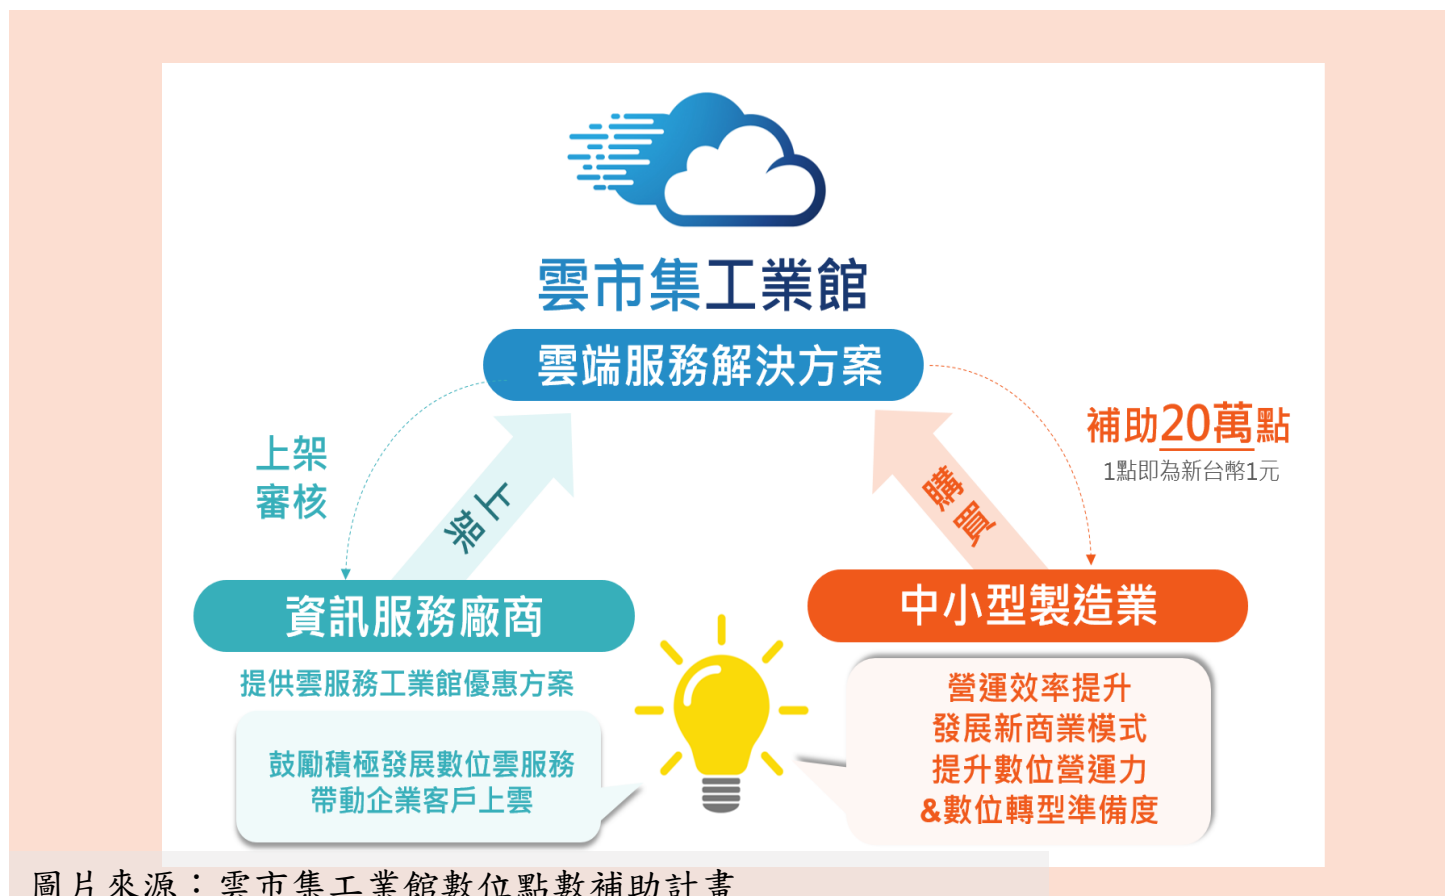 雲市集工業館
雲端服務解決方案
上架
審核
上架
購買
補助20萬點
1點即為新台幣1元
資訊服務廠商
提供雲服務工業館優惠方案
鼓勵積極發展數位雲服務
帶動企業客戶上雲
中小型製造業
營運效率提升
發展新商業模式
提升數位營運力
&數位轉型準備度
圖片來源：雲市集工業館數位點數補助計畫